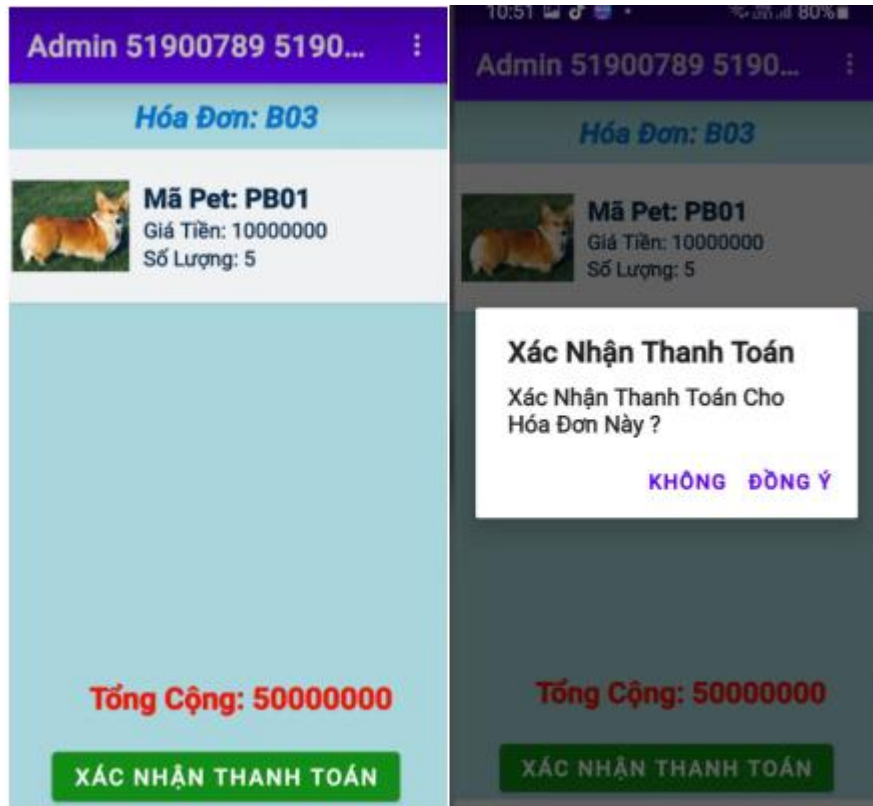 Admin 51900789 5190...
Hóa Đơn: B03
Mã Pet: PB01
Giá Tiền: 10000000
Số Lượng: 5
Tổng Cộng: 50000000
XÁC NHẬN THANH TOÁN
10:51
80%
Admin 51900789 5190...
Hóa Đơn: B03
Mã Pet: PB01
Giá Tiền: 10000000
Số Lượng: 5
Xác Nhận Thanh Toán
Xác Nhận Thanh Toán Cho
Hóa Đơn Này ?
KHÔNG ĐỒNG Ý
Tổng Cộng: 50000000
XÁC NHẬN THANH TOÁN